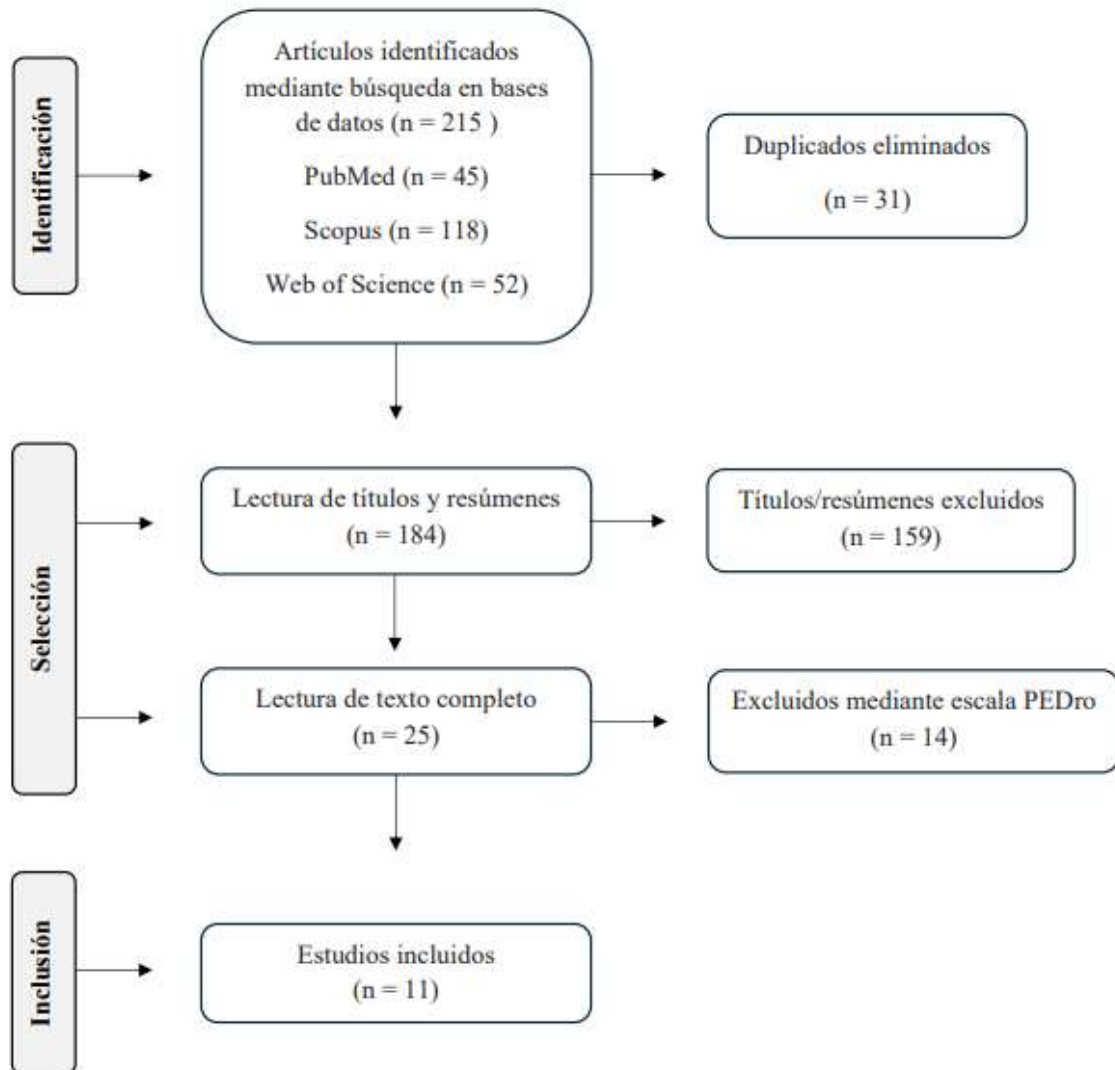 Identificación
Artículos identificados
mediante búsqueda en bases
de datos (n = 215 )
PubMed (n = 45)
Scopus (n = 118)
Web of Science (n = 52)
Duplicados eliminados
(n = 31)
Selección
Lectura de títulos y resúmenes
(n = 184)
Títulos/resúmenes excluidos
(n = 159)
Lectura de texto completo
(n = 25)
Excluidos mediante escala PEDro
(n = 14)
Inclusión
Estudios incluidos
(n = 11)